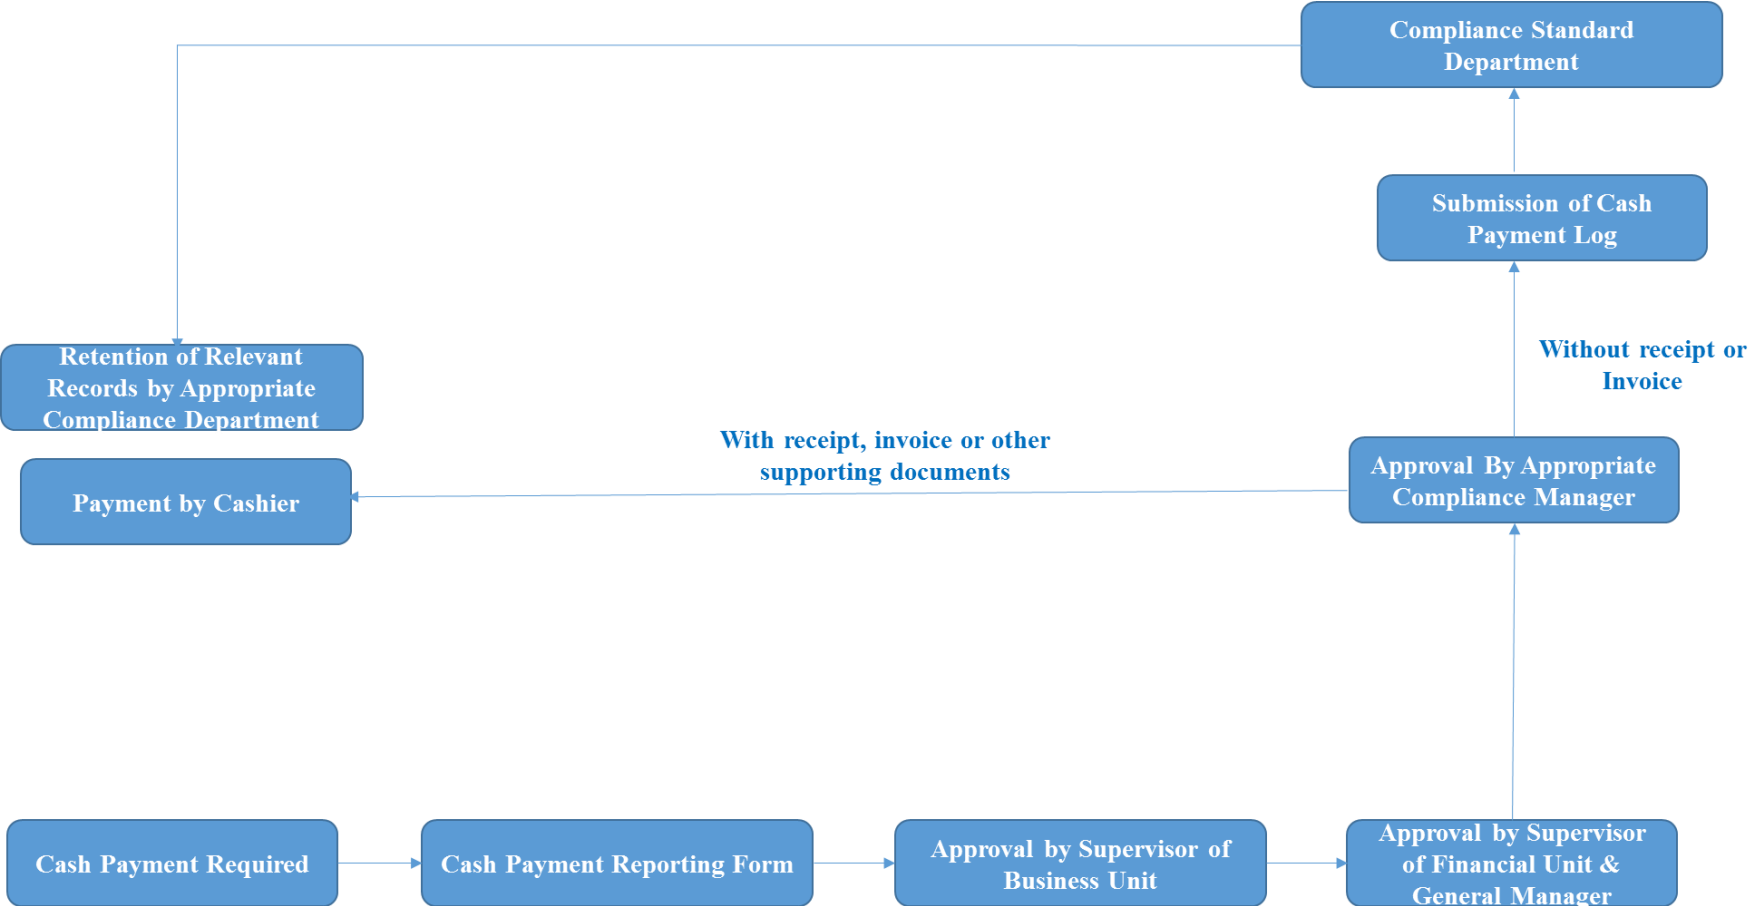 Compliance Standard
Department
Submission of Cash
Payment Log
Without receipt or
Invoice
Retention of Relevant
Records by Appropriate
Compliance Department
With receipt, invoice or other
supporting documents
Approval By Appropriate
Compliance Manager
Payment by Cashier
Cash Payment Required
Cash Payment Reporting Form
Approval by Supervisor of
Business Unit
Approval by Supervisor
of Financial Unit &
General Manager